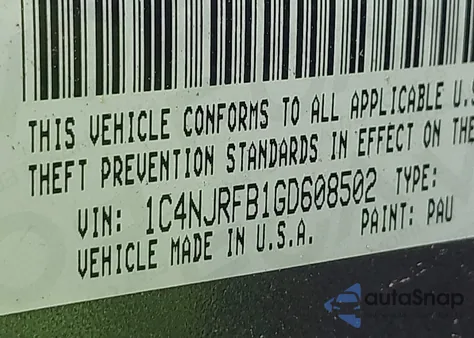 THIS VEHICLE CONFORMS TO ALL APPLICABLE U.S
THEFT PREVENTION STANDARDS IN EFFECT ON THE
VIN: 1C4NJRFB1GD608502 TYPE:
VEHICLE MADE IN U.S.A. PAINT: PAU
autoSnap